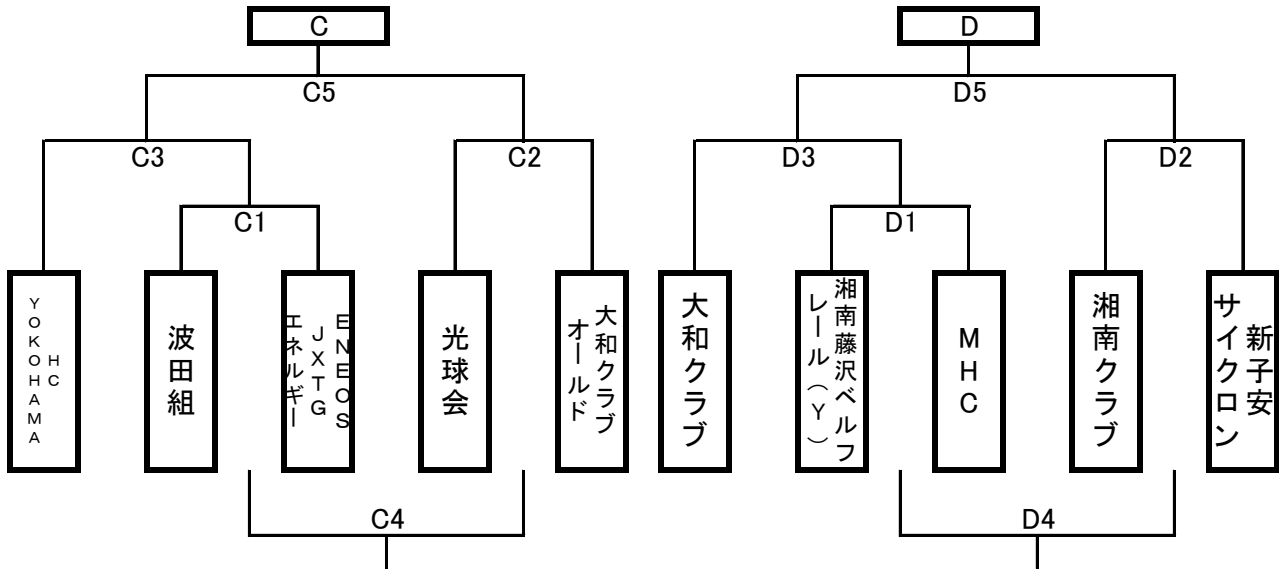 C
D
C5
D5
C3
C2
D3
D2
C1
D1
HC
YOKOHAMA
波田組
ENEOS
JXTG
エネルギー
光球会
大和クラブ
オールド
大和クラブ
湘南藤沢ベルフ
レール（Y）
MHC
湘南クラブ
新子安
サイクロン
C4
D4